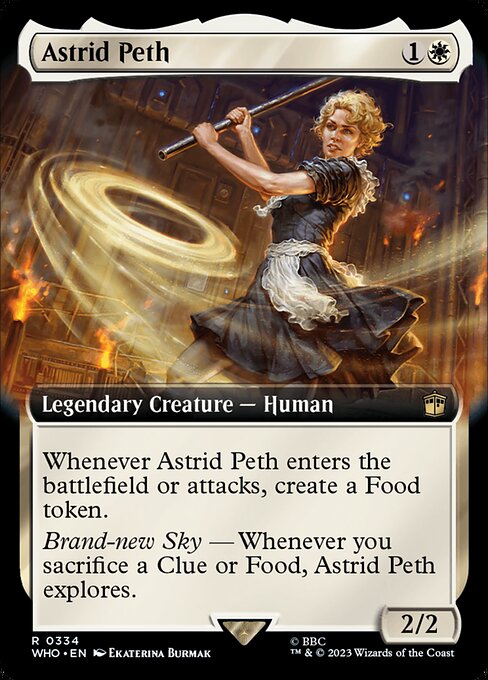 Astrid Peth 1
Legendary Creature — Human
Whenever Astrid Peth enters the
battlefield or attacks, create a Food
token.
Brand-new Sky — Whenever you
sacrifice a Clue or Food, Astrid Peth
explores.
2/2
R 0334
WHO • EN Ekaterina Burmak
© BBC
™ & © 2023 Wizards of the Coast